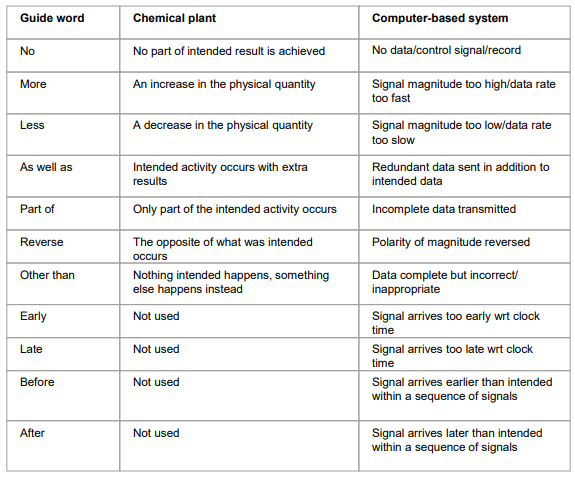 Guide word Chemical plant Computer-based system
No No part of intended result is achieved No data/control signal/record
More An increase in the physical quantity Signal magnitude too high/data rate
too fast
Less A decrease in the physical quantity Signal magnitude too low/data rate
too slow
As well as Intended activity occurs with extra Redundant data sent in addition to
results intended data
Part of Only part of the intended activity occurs Incomplete data transmitted
Reverse The opposite of what was intended Polarity of magnitude reversed
occurs
Other than Nothing intended happens, something Data complete but incorrect/
else happens instead inappropriate
Early Not used Signal arrives too early wrt clock
time
Late Not used Signal arrives too late wrt clock
time
Before Not used Signal arrives earlier than intended
within a sequence of signals
After Not used Signal arrives later than intended
within a sequence of signals